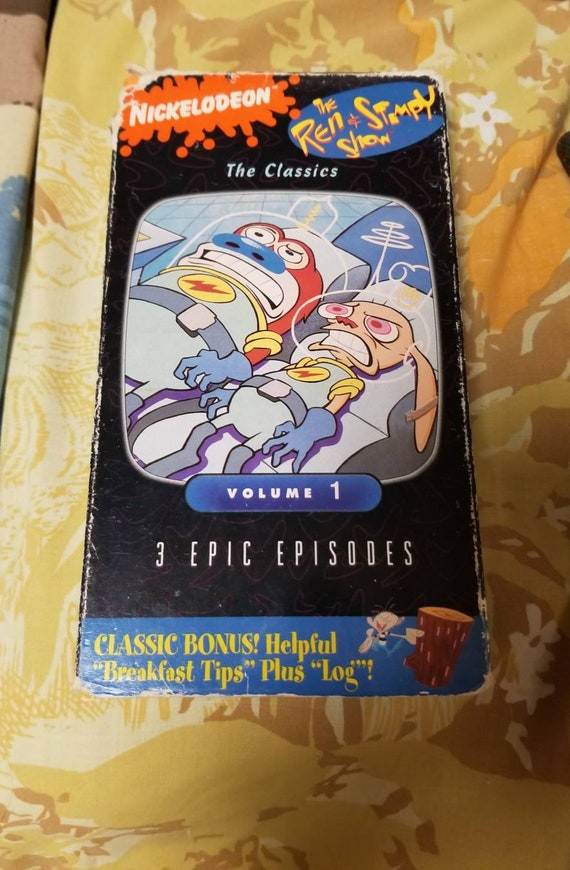 NICKELODEON
THE
REN & STIMPY
SHOW
The Classics
VOLUME 1
3 EPIC EPISODES
CLASSIC BONUS! Helpful
"Breakfast Tips" Plus "Log"!